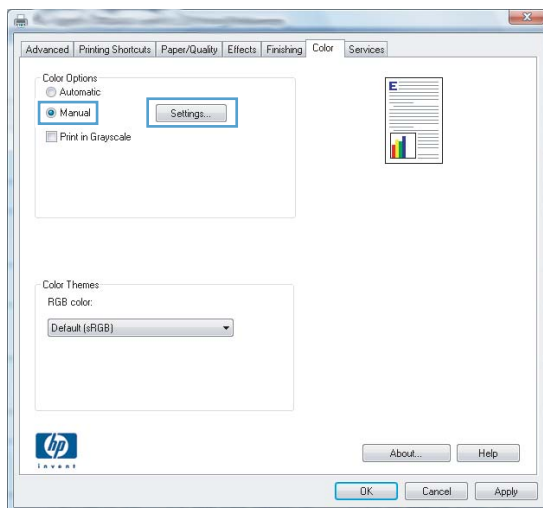 Advanced Printing Shortcuts Paper/Quality Effects Finishing Color Services
Color Options
Automatic
Manual Settings...
Print in Grayscale
E
Color Themes
RGB color:
Default (sRGB)
hp
invent
About... Help
OK Cancel Apply